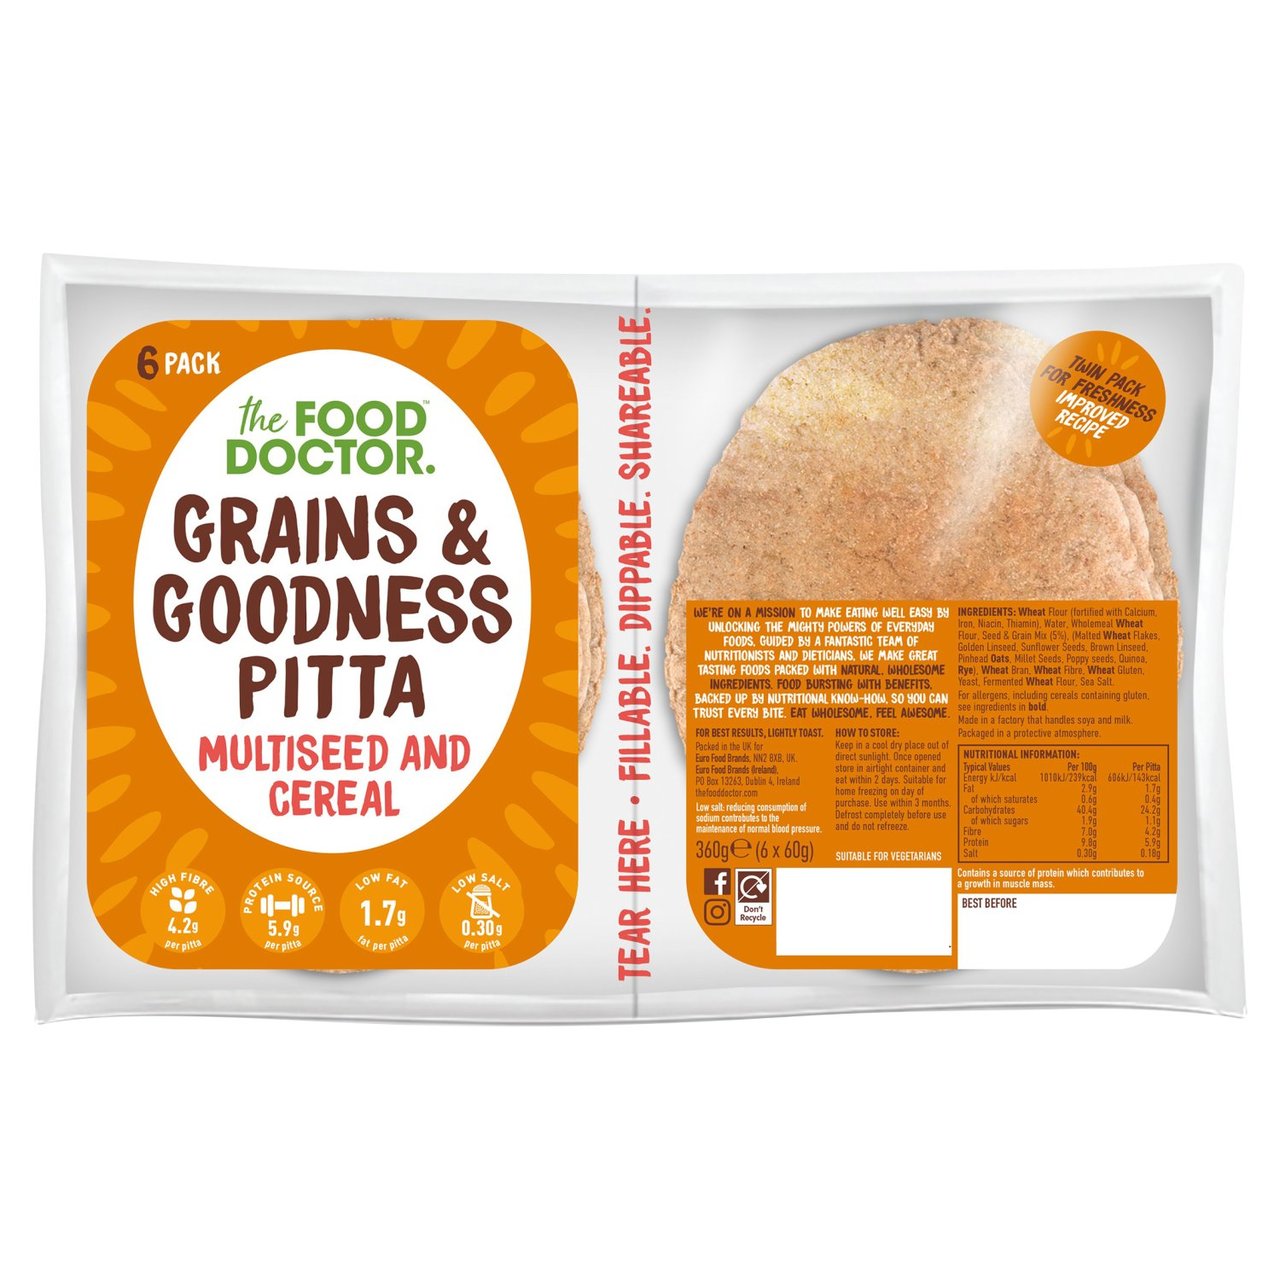 6 PACK
the FOOD™
DOCTOR.
GRAINS &
GOODNESS
PITTA
MULTISEED AND
CEREAL
HIGH FIBRE
4.2g
per pitta
PROTEIN SOURCE
5.9g
per pitta
LOW FAT
1.7g
fat per pitta
LOW SALT
0.30g
per pitta
TEAR HERE • FILLABLE. DIPPABLE. SHAREABLE.
TWIN PACK
FOR FRESHNESS
IMPROVED
RECIPE
WE'RE ON A MISSION TO MAKE EATING WELL EASY BY
UNLOCKING THE MIGHTY POWERS OF EVERYDAY
FOODS. GUIDED BY A FANTASTIC TEAM OF
NUTRITIONISTS AND DIETICIANS, WE MAKE GREAT
TASTING FOODS PACKED WITH NATURAL, WHOLESOME
INGREDIENTS. FOOD BURSTING WITH BENEFITS,
BACKED UP BY NUTRITIONAL KNOW-HOW, SO YOU CAN
TRUST EVERY BITE. EAT WHOLESOME. FEEL AWESOME.
FOR BEST RESULTS, LIGHTLY TOAST.
Packed in the UK for
Euro Food Brands, NN2 8XB, UK.
Euro Food Brands (Ireland),
PO Box 13263, Dublin 4, Ireland
thefooddoctor.com
Low salt: reducing consumption of
sodium controbutes to the
maintenance of normal blood pressure.
360g℮ (6 x 60g)
Don't
Recycle
HOW TO STORE:
Keep in a cool dry place out of
direct sunlight. Once opened
store in airtight container and
eat within 2 days. Suitable for
home freezing on day of
purchase. Use within 3 months.
Defrost completely before use
and do not refreeze.
SUITABLE FOR VEGETARIANS
INGREDIENTS: Wheat Flour (fortified with Calcium,
Iron, Niacin, Thiamin), Water, Wholemeal Wheat
Flour, Seed & Grain Mix (5%), (Malted Wheat Flakes,
Golden Linseed, Sunflower Seeds, Brown Linseed,
Pinhead Oats, Millet Seeds, Poppy seeds, Quinoa,
Rye), Wheat Bran, Wheat Fibre, Wheat Gluten,
Yeast, Fermented Wheat Flour, Sea Salt.
For allergens, including cereals containing gluten,
see ingredients in bold.
Made in a factory that handles soya and milk.
Packaged in a protective atmosphere.
NUTRITIONAL INFORMATION:
Typical Values Per 100g Per Pitta
Energy kJ/kcal 1010kJ/239kcal 606kJ/143kcal
Fat 2.9g 1.7g
of which saturates 0.6g 0.4g
Carbohydrates 40.4g 24.2g
of which sugars 1.9g 1.1g
Fibre 7.0g 4.2g
Protein 9.8g 5.9g
Salt 0.30g 0.18g
Contains a source of protein which contributes to
a growth in muscle mass.
BEST BEFORE